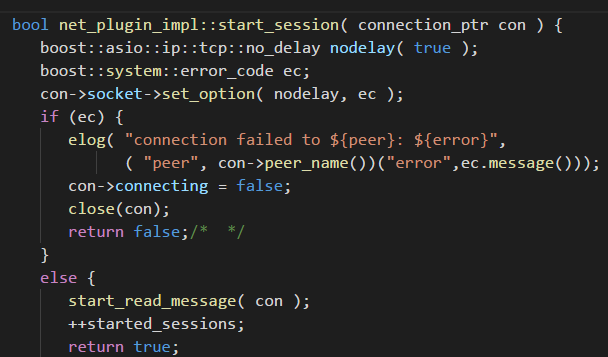 bool net_plugin_impl::start_session( connection_ptr con ) {
boost::asio::ip::tcp::no_delay nodelay( true );
boost::system::error_code ec;
con->socket->set_option( nodelay, ec );
if (ec) {
elog( "connection failed to ${peer}: ${error}",
( "peer", con->peer_name())("error",ec.message()));
con->connecting = false;
close(con);
return false;/*  */
}
else {
start_read_message( con );
++started_sessions;
return true;